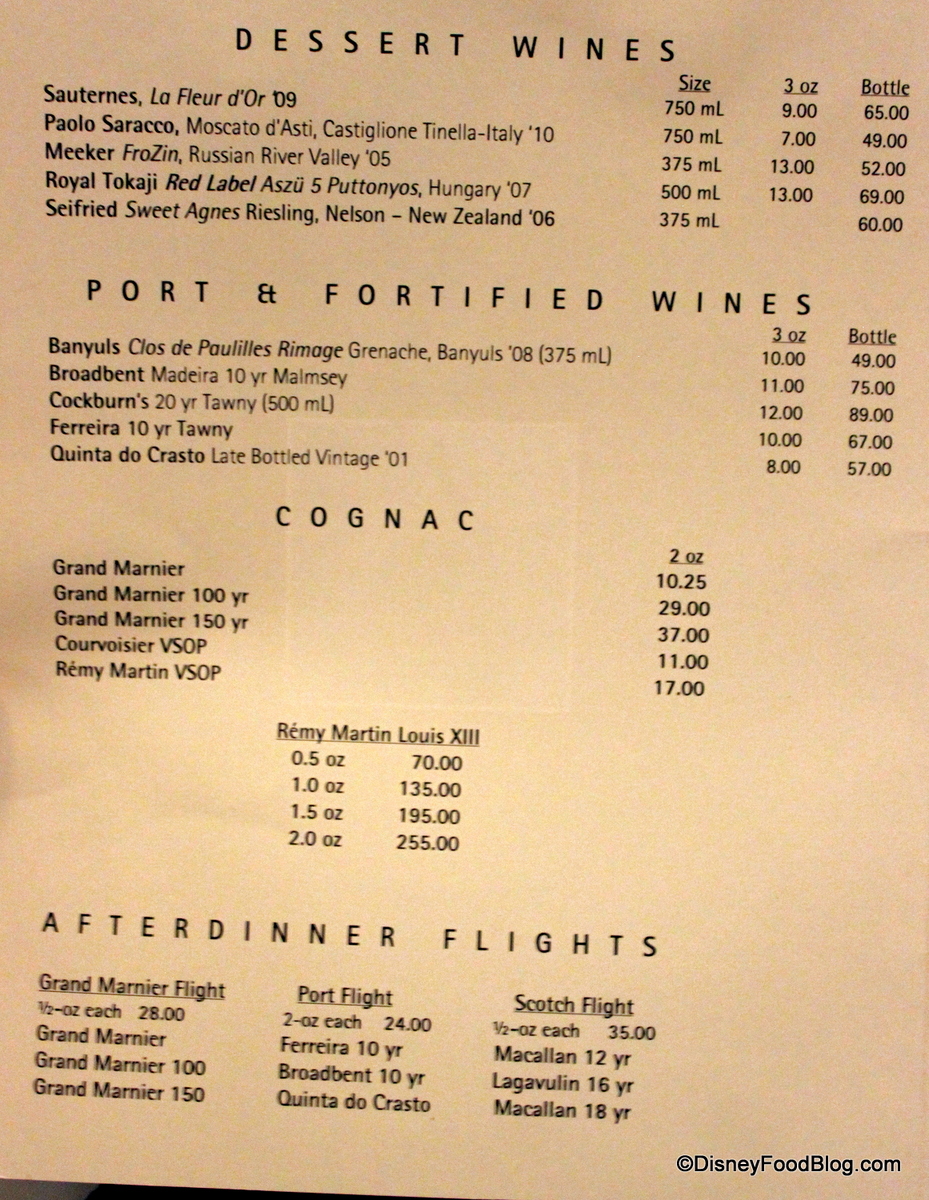 DESSERT WINES
Size 3 oz Bottle
Sauternes, La Fleur d'Or '09 750 mL 9.00 65.00
Paolo Saracco, Moscato d'Asti, Castiglione Tinella-Italy '10 750 mL 7.00 49.00
Meeker FroZin, Russian River Valley '05 375 mL 13.00 52.00
Royal Tokaji Red Label Aszü 5 Puttonyos, Hungary '07 500 mL 13.00 69.00
Seifried Sweet Agnes Riesling, Nelson – New Zealand '06 375 mL 60.00
PORT & FORTIFIED WINES
3 oz Bottle
Banyuls Clos de Paulilles Rimage Grenache, Banyuls '08 (375 mL) 10.00 49.00
Broadbent Madeira 10 yr Malmsey 11.00 75.00
Cockburn's 20 yr Tawny (500 mL) 12.00 89.00
Ferreira 10 yr Tawny 10.00 67.00
Quinta do Crasto Late Bottled Vintage '01 8.00 57.00
COGNAC
2 oz
Grand Marnier 10.25
Grand Marnier 100 yr 29.00
Grand Marnier 150 yr 37.00
Courvoisier VSOP 11.00
Rémy Martin VSOP 17.00
Rémy Martin Louis XIII
0.5 oz 70.00
1.0 oz 135.00
1.5 oz 195.00
2.0 oz 255.00
AFTERDINNER FLIGHTS
Grand Marnier Flight
½-oz each 28.00
Grand Marnier
Grand Marnier 100
Grand Marnier 150
Port Flight
2-oz each 24.00
Ferreira 10 yr
Broadbent 10 yr
Quinta do Crasto
Scotch Flight
½-oz each 35.00
Macallan 12 yr
Lagavulin 16 yr
Macallan 18 yr
©DisneyFoodBlog.com